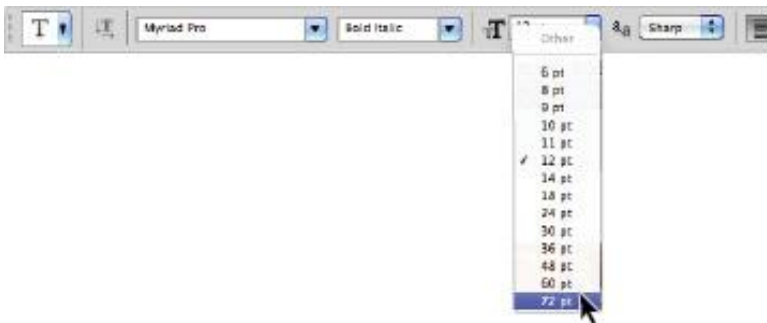 T Myriad Pro Bold Italic T aa Sharp
Other
6 pt
8 pt
9 pt
10 pt
11 pt
✓ 12 pt
14 pt
18 pt
24 pt
30 pt
36 pt
48 pt
60 pt
72 pt